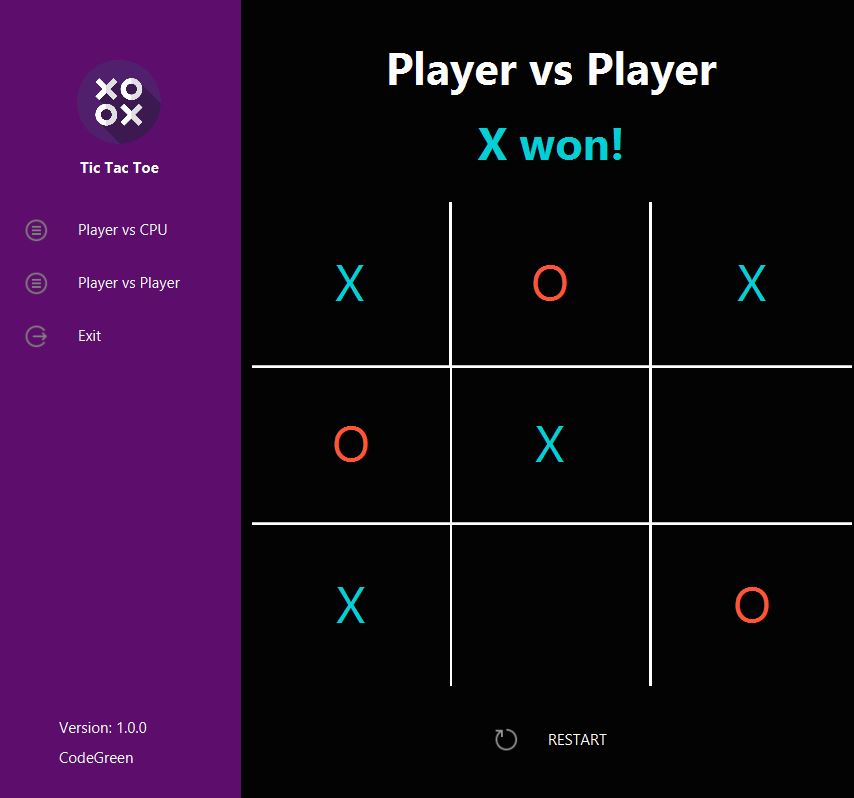 XO
OX
Tic Tac Toe
Player vs CPU
Player vs Player
Exit
Version: 1.0.0
CodeGreen
Player vs Player
X won!
X O X
O X
X O
RESTART